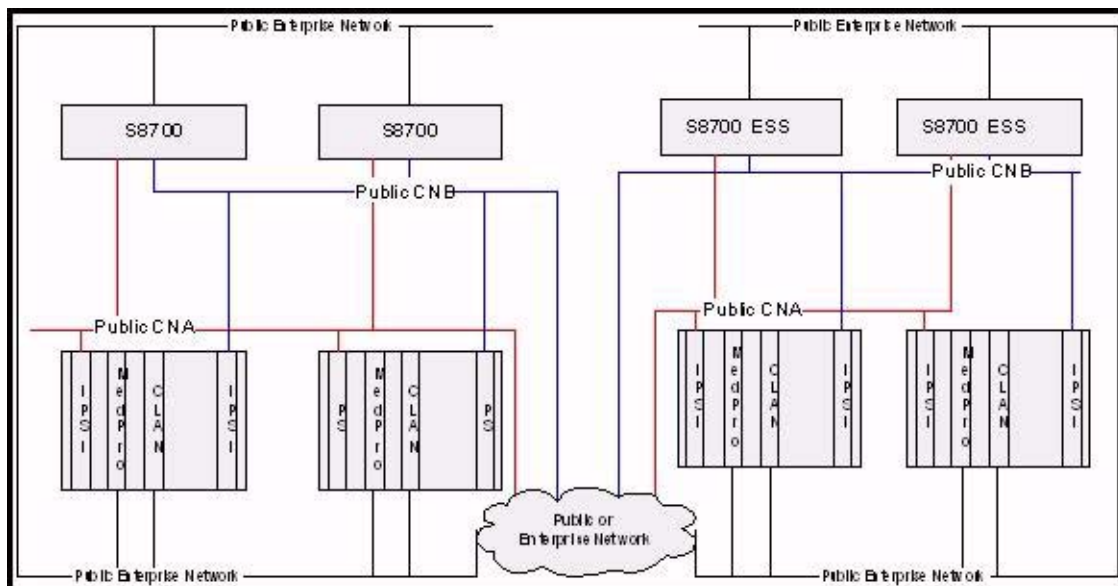 Public Enterprise Network
Public Enterprise Network
S8700
S8700
S8700 ESS
S8700 ESS
Public CNB
Public CNB
Public CNA
Public CNA
IPSI
MedPro
CLAN
IPSI
PS
MedPro
CLAN
PS
IPSI
MedPro
CLAN
IPSI
IPSI
MedPro
CLAN
IPSI
Public or
Enterprise Network
Public Enterprise Network
Public Enterprise Network